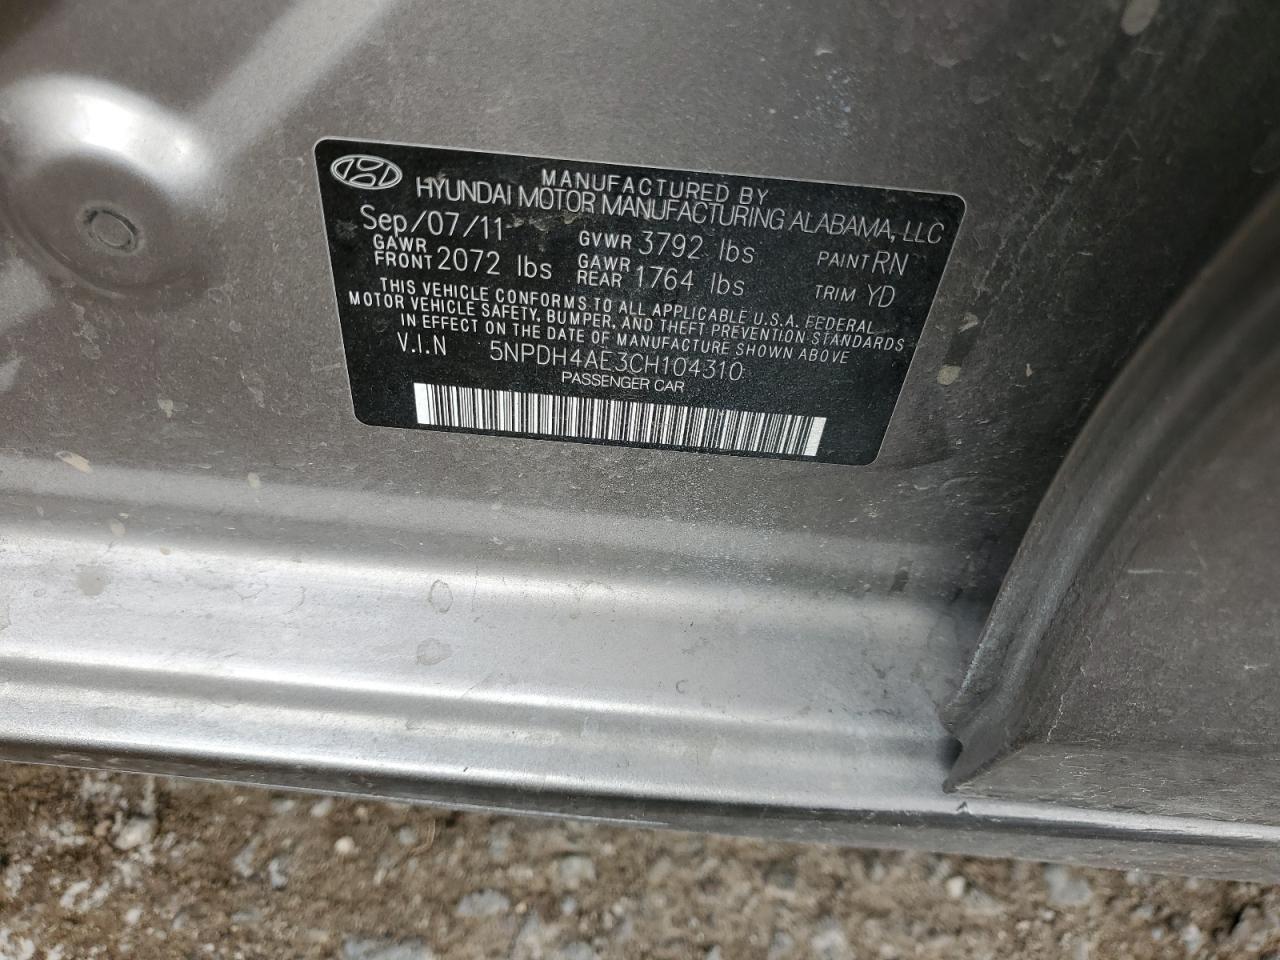 MANUFACTURED BY
HYUNDAI MOTOR MANUFACTURING ALABAMA, LLC
Sep/07/11 GVWR 3792 lbs PAINT RN
GAWR FRONT 2072 lbs GAWR REAR 1764 lbs TRIM YD
THIS VEHICLE CONFORMS TO ALL APPLICABLE U.S.A. FEDERAL
MOTOR VEHICLE SAFETY, BUMPER, AND THEFT PREVENTION STANDARDS
IN EFFECT ON THE DATE OF MANUFACTURE SHOWN ABOVE
V.I.N 5NPDH4AE3CH104310
PASSENGER CAR